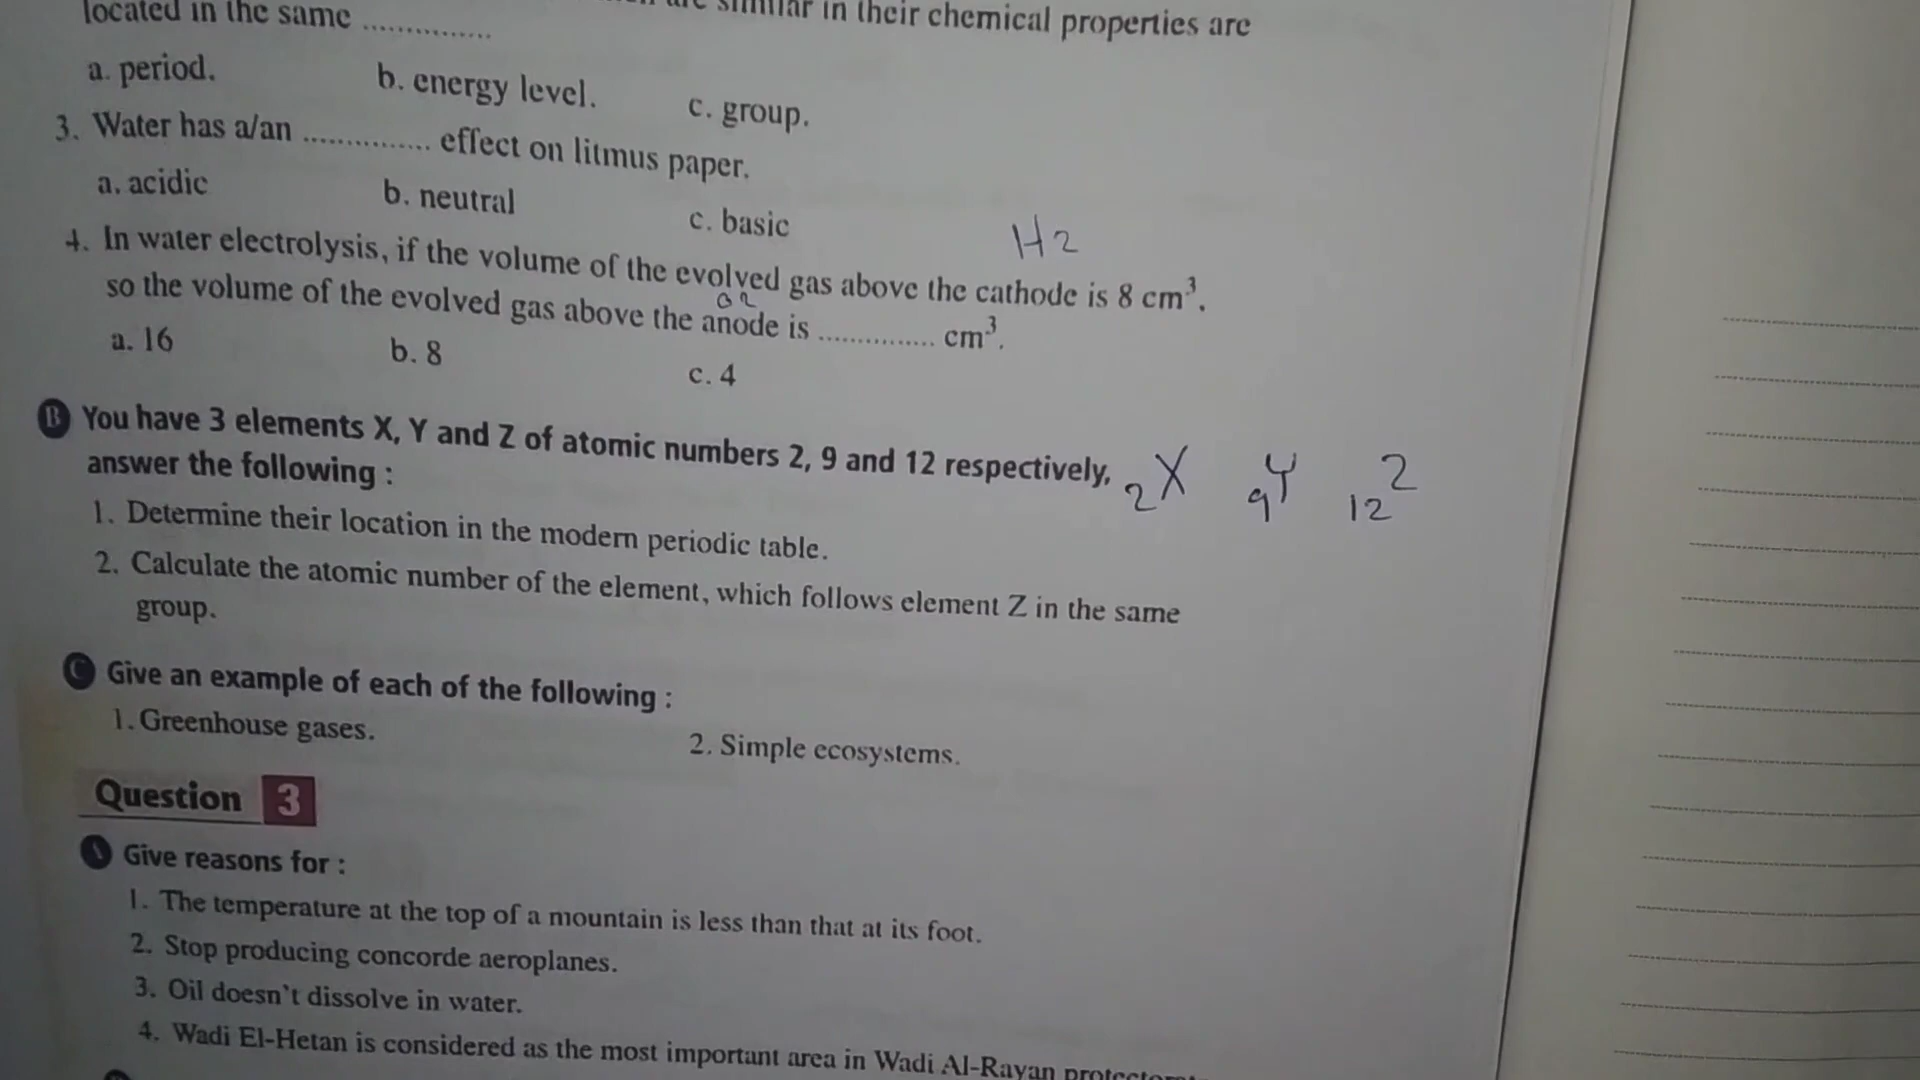 similar in their chemical properties are
located in the same ...............
a. period. b. energy level. c. group.
3. Water has a/an ............... effect on litmus paper.
a. acidic b. neutral c. basic
H2
4. In water electrolysis, if the volume of the evolved gas above the cathode is 8 cm³.
O2
so the volume of the evolved gas above the anode is ............... cm³.
a. 16 b. 8 c. 4
B You have 3 elements X, Y and Z of atomic numbers 2, 9 and 12 respectively, ₂X ₉Y ₁₂Z
answer the following :
1. Determine their location in the modern periodic table.
2. Calculate the atomic number of the element, which follows element Z in the same
group.
C Give an example of each of the following :
1. Greenhouse gases. 2. Simple ecosystems.
Question 3
A Give reasons for :
1. The temperature at the top of a mountain is less than that at its foot.
2. Stop producing concorde aeroplanes.
3. Oil doesn't dissolve in water.
4. Wadi El-Hetan is considered as the most important area in Wadi Al-Rayan